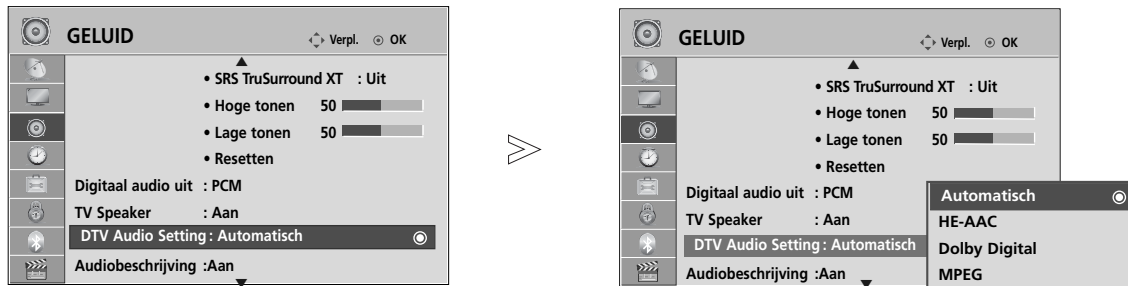 GELUID
Verpl. OK
• SRS TruSurround XT : Uit
• Hoge tonen 50
• Lage tonen 50
• Resetten
Digitaal audio uit : PCM
TV Speaker : Aan
DTV Audio Setting : Automatisch
Audiobeschrijving :Aan
GELUID
Verpl. OK
• SRS TruSurround XT : Uit
• Hoge tonen 50
• Lage tonen 50
• Resetten
Digitaal audio uit : PCM
TV Speaker : Aan
DTV Audio Setting : Automatisch
Audiobeschrijving :Aan
Automatisch
HE-AAC
Dolby Digital
MPEG